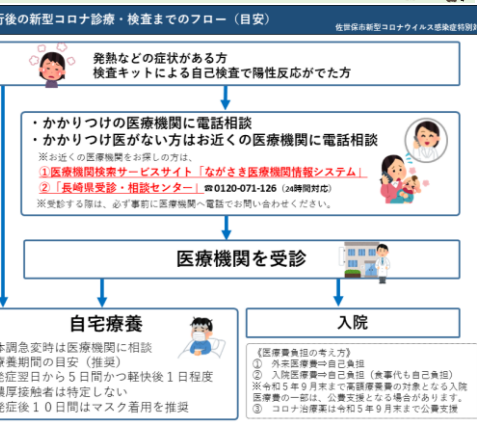 行後の新型コロナ診療・検査までのフロー（目安）
佐世保市新型コロナウイルス感染症特別対
発熱などの症状がある方
検査キットによる自己検査で陽性反応がでた方
・かかりつけの医療機関に電話相談
・かかりつけ医がない方はお近くの医療機関に電話相談
※お近くの医療機関をお探しの方は、
①医療機関検索サービスサイト「ながさき医療機関情報システム」
②「長崎県受診・相談センター」☎0120-071-126（24時間対応）
※受診する際は、必ず事前に医療機関へ電話でお問い合わせください。
医療機関を受診
自宅療養
体調急変時は医療機関に相談
療養期間の目安（推奨）
発症翌日から５日間かつ軽快後１日程度
濃厚接触者は特定しない
発症後１０日間はマスク着用を推奨
入院
《医療費負担の考え方》
① 外来医療費⇒自己負担
② 入院医療費⇒自己負担（食事代も自己負担）
※令和５年９月末まで高額療養費の対象となる入院
医療費の一部は、公費支援となる場合があります。
③ コロナ治療薬は令和５年９月末まで公費支援